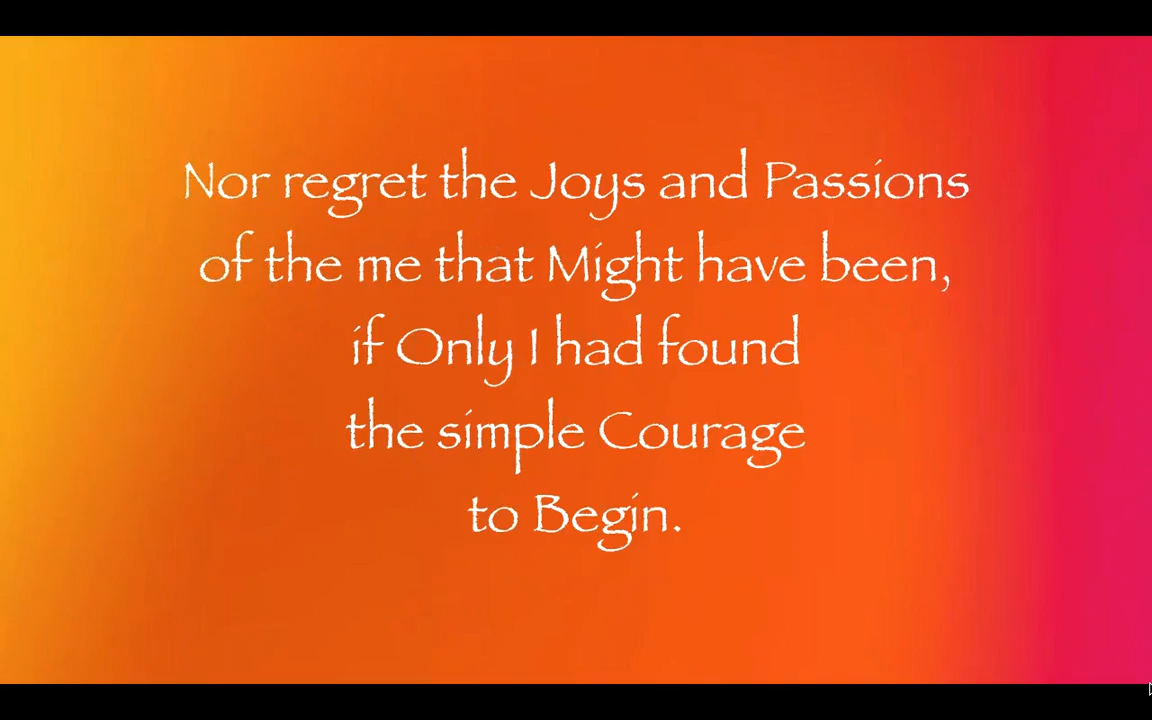 Nor regret the Joys and Passions
of the me that Might have been,
if Only I had found
the simple Courage
to Begin.